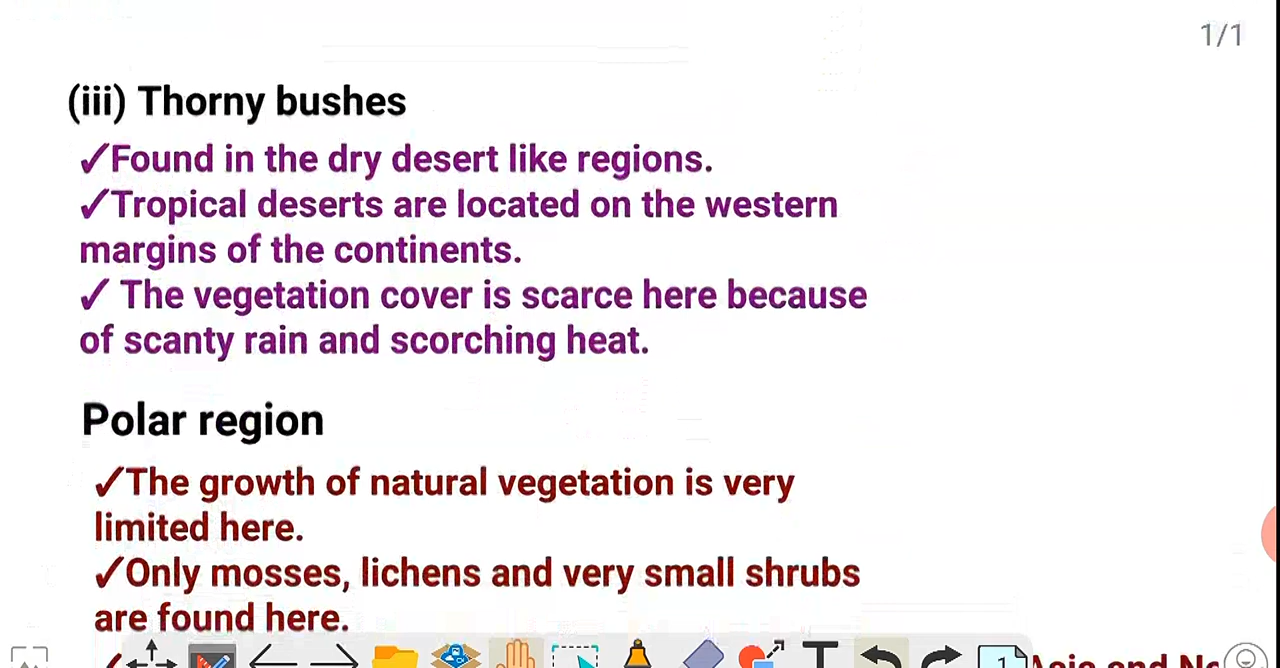 1/1
(iii) Thorny bushes
✓Found in the dry desert like regions.
✓Tropical deserts are located on the western
margins of the continents.
✓ The vegetation cover is scarce here because
of scanty rain and scorching heat.
Polar region
✓The growth of natural vegetation is very
limited here.
✓Only mosses, lichens and very small shrubs
are found here.
1